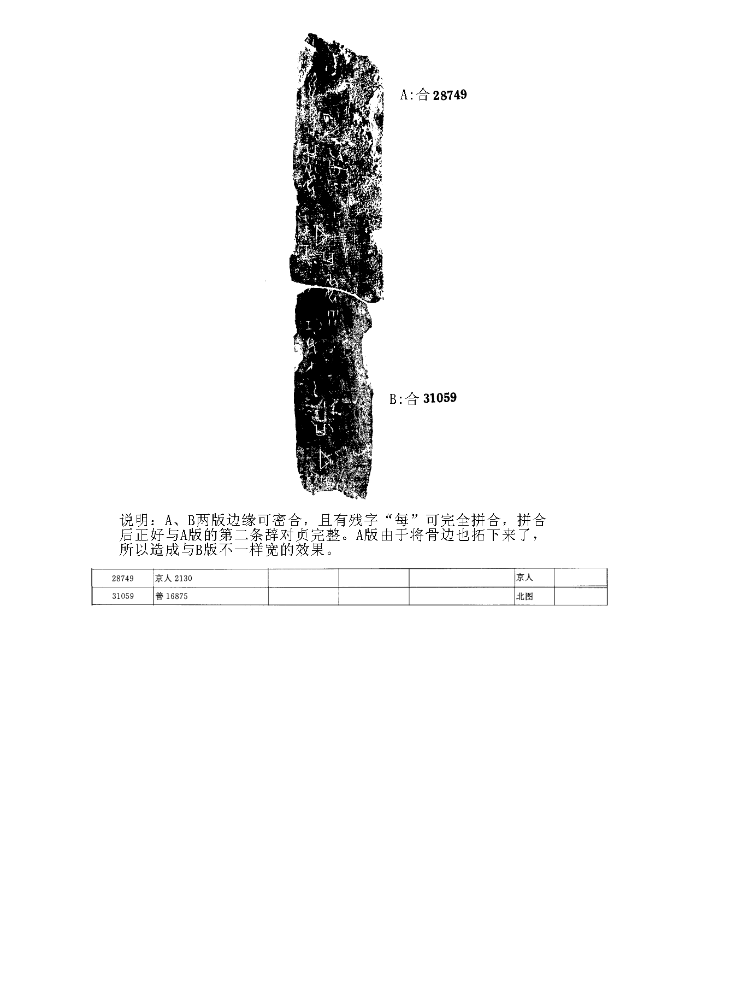 A:合 28749
B:合 31059
说明：A、B两版边缘可密合，且有残字“每”可完全拼合，拼合
后正好与A版的第二条辞对贞完整。A版由于将骨边也拓下来了，
所以造成与B版不一样宽的效果。
28749 京人 2130 京人
31059 善 16875 北图